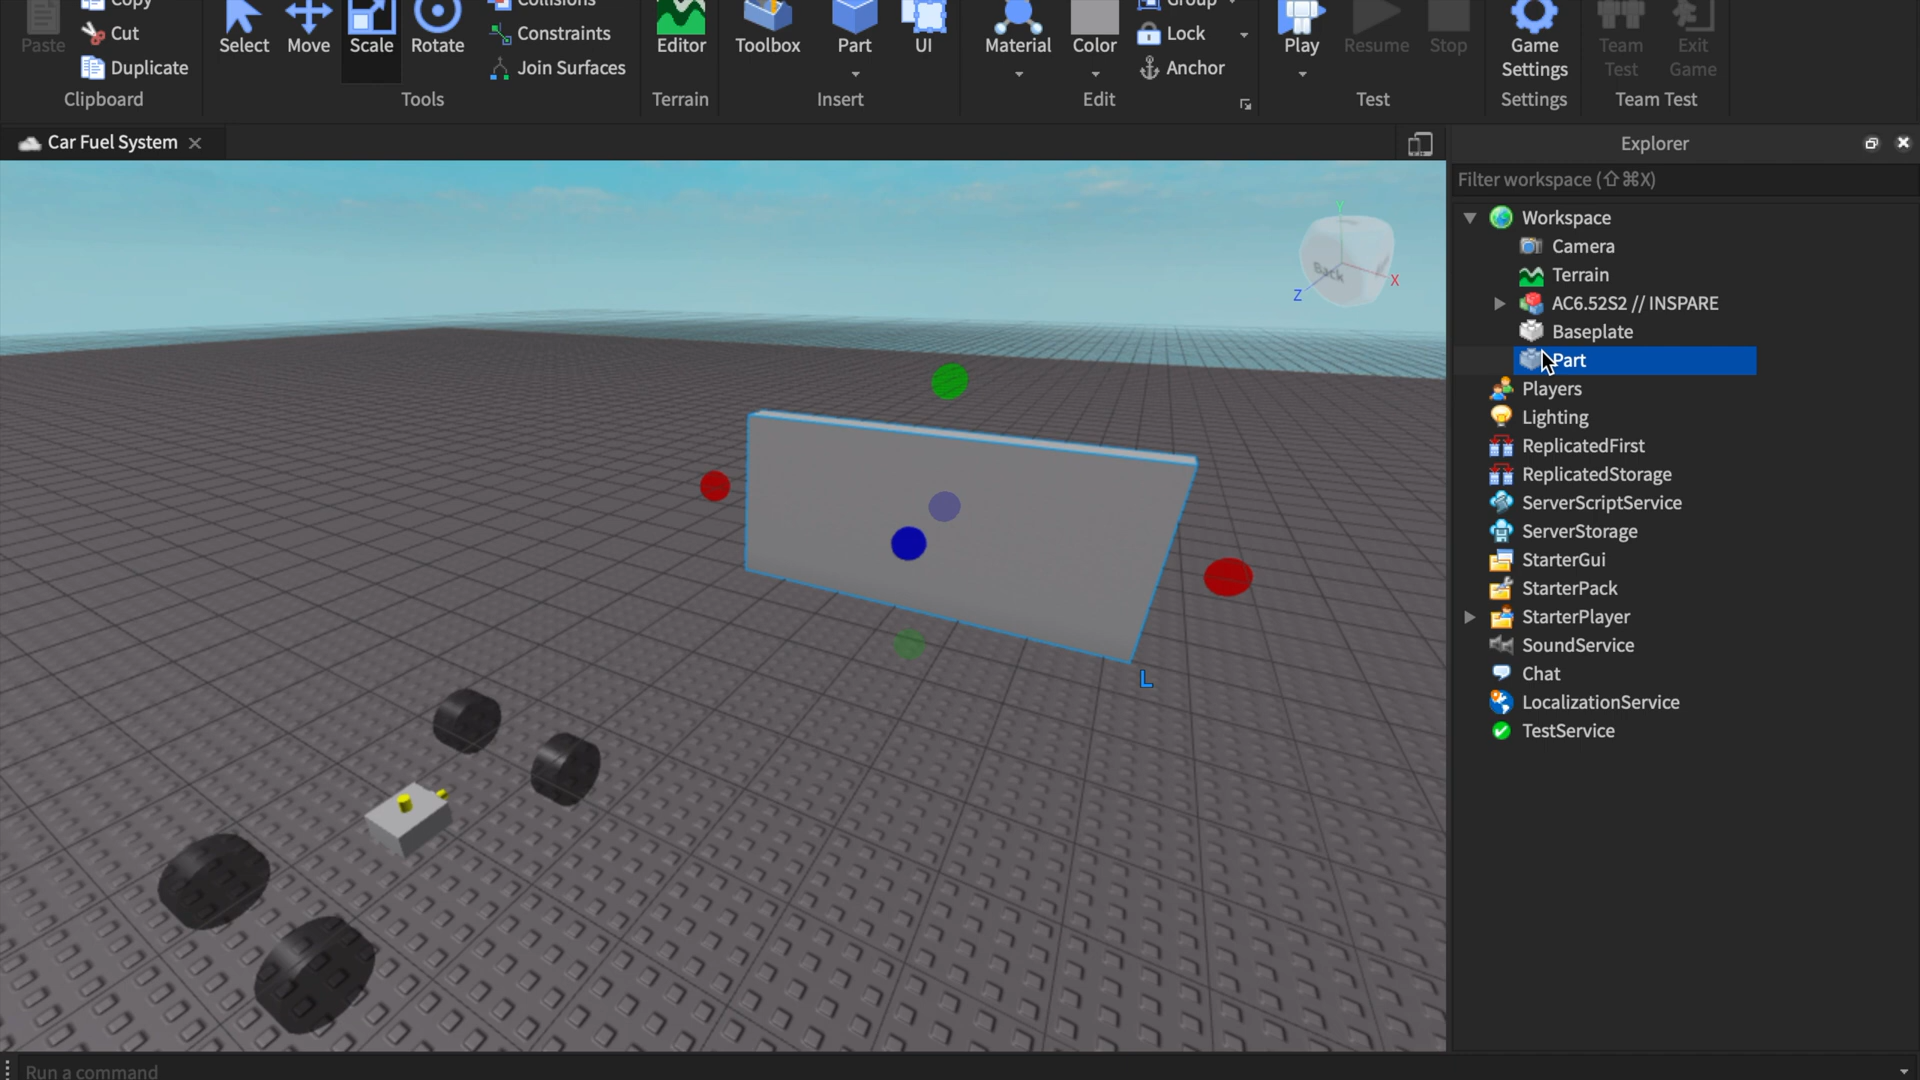 Copy
Cut
Duplicate
Paste
Clipboard
Select
Move
Scale
Rotate
Collisions
Constraints
Join Surfaces
Tools
Editor
Terrain
Toolbox
Part
UI
Insert
Material
Color
Group
Lock
Anchor
Edit
Play
Resume
Stop
Test
Game
Settings
Settings
Team
Test
Exit
Game
Team Test
Car Fuel System
Explorer
Filter workspace (⇧⌘X)
Workspace
Camera
Terrain
AC6.52S2 // INSPARE
Baseplate
Part
Players
Lighting
ReplicatedFirst
ReplicatedStorage
ServerScriptService
ServerStorage
StarterGui
StarterPack
StarterPlayer
SoundService
Chat
LocalizationService
TestService
Y
Back
X
Z
L
Run a command